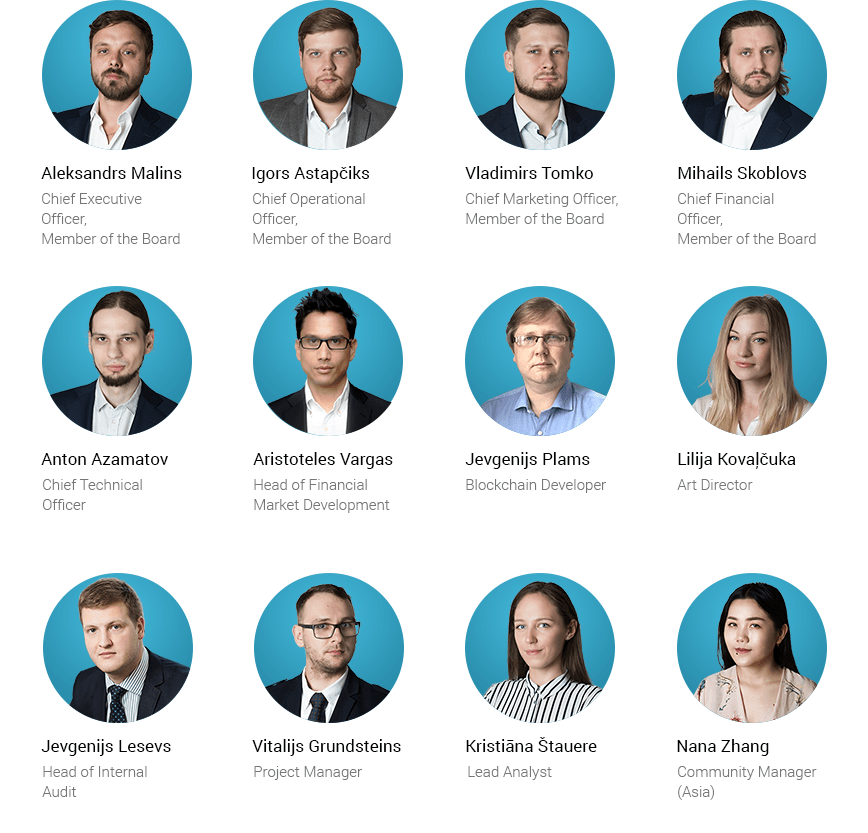 Aleksandrs Malins
Chief Executive
Officer,
Member of the Board
Igors Astapčiks
Chief Operational
Officer,
Member of the Board
Vladimirs Tomko
Chief Marketing Officer,
Member of the Board
Mihails Skoblovs
Chief Financial
Officer,
Member of the Board
Anton Azamatov
Chief Technical
Officer
Aristoteles Vargas
Head of Financial
Market Development
Jevgenijs Plams
Blockchain Developer
Lilija Kovaļčuka
Art Director
Jevgenijs Lesevs
Head of Internal
Audit
Vitalijs Grundsteins
Project Manager
Kristiāna Štauere
Lead Analyst
Nana Zhang
Community Manager
(Asia)